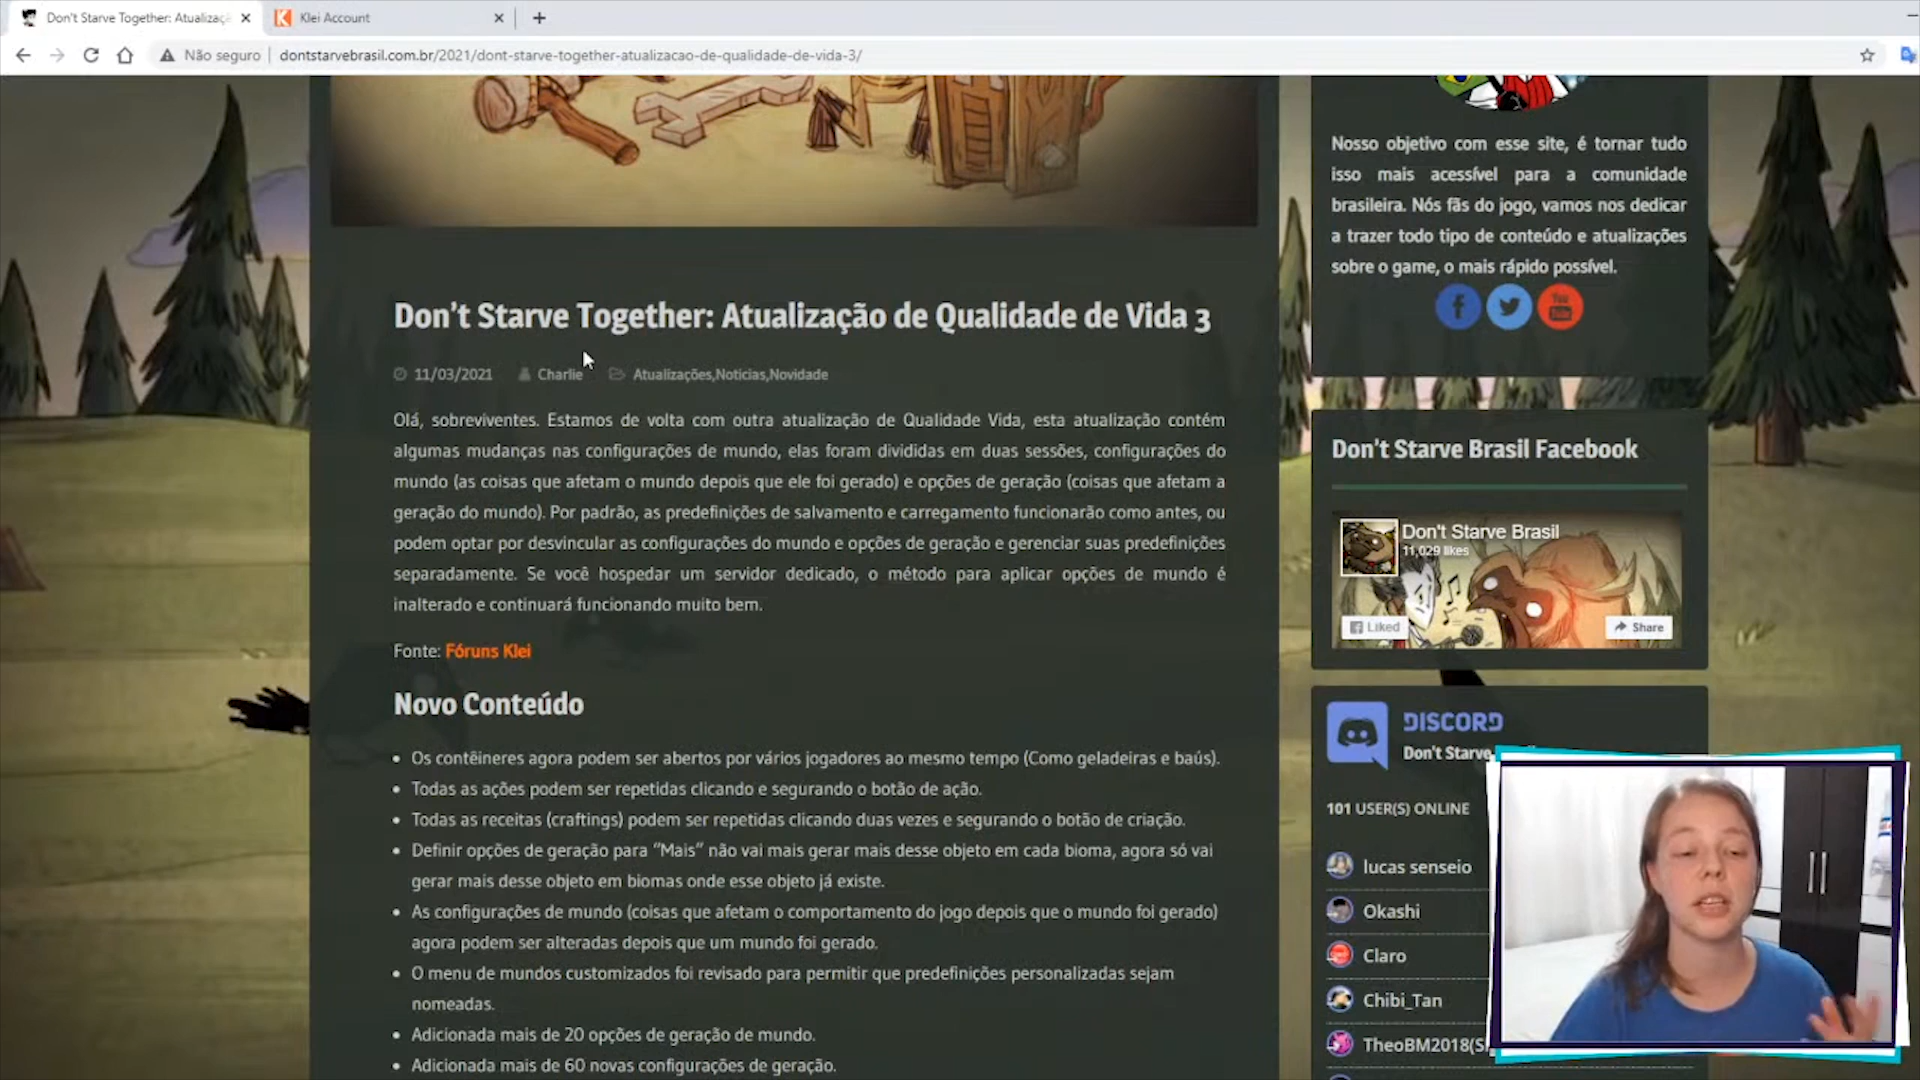 Don't Starve Together: Atualizaçã
Klei Account
Não seguro
dontstarvebrasil.com.br/2021/dont-starve-together-atualizacao-de-qualidade-de-vida-3/
Don't Starve Together: Atualização de Qualidade de Vida 3
11/03/2021 Charlie Atualizações,Noticias,Novidade
Olá, sobreviventes. Estamos de volta com outra atualização de Qualidade Vida, esta atualização contém
algumas mudanças nas configurações de mundo, elas foram divididas em duas sessões, configurações do
mundo (as coisas que afetam o mundo depois que ele foi gerado) e opções de geração (coisas que afetam a
geração do mundo). Por padrão, as predefinições de salvamento e carregamento funcionarão como antes, ou
podem optar por desvincular as configurações do mundo e opções de geração e gerenciar suas predefinições
separadamente. Se você hospedar um servidor dedicado, o método para aplicar opções de mundo é
inalterado e continuará funcionando muito bem.
Fonte: Fóruns Klei
Novo Conteúdo
• Os contêineres agora podem ser abertos por vários jogadores ao mesmo tempo (Como geladeiras e baús).
• Todas as ações podem ser repetidas clicando e segurando o botão de ação.
• Todas as receitas (craftings) podem ser repetidas clicando duas vezes e segurando o botão de criação.
• Definir opções de geração para “Mais” não vai mais gerar mais desse objeto em cada bioma, agora só vai
gerar mais desse objeto em biomas onde esse objeto já existe.
• As configurações de mundo (coisas que afetam o comportamento do jogo depois que o mundo foi gerado)
agora podem ser alteradas depois que um mundo foi gerado.
• O menu de mundos customizados foi revisado para permitir que predefinições personalizadas sejam
nomeadas.
• Adicionada mais de 20 opções de geração de mundo.
• Adicionada mais de 60 novas configurações de geração.
Nosso objetivo com esse site, é tornar tudo
isso mais acessível para a comunidade
brasileira. Nós fãs do jogo, vamos nos dedicar
a trazer todo tipo de conteúdo e atualizações
sobre o game, o mais rápido possível.
You
Tube
Don't Starve Brasil Facebook
Don't Starve Brasil
11,029 likes
Liked
Share
DISCORD
Don't Starve
101 USER(S) ONLINE
lucas senseio
Okashi
Claro
Chibi_Tan
TheoBM2018(S